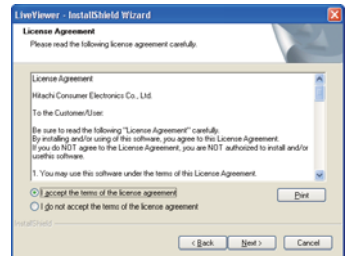 LiveViewer - InstallShield Wizard
License Agreement
Please read the following license agreement carefully.
License Agreement
Hitachi Consumer Electronics Co., Ltd.
To the Customer/User:
Be sure to read the following "License Agreement" carefully.
By installing and/or using of this software, you agree to this License Agreement.
If you do NOT agree to the License Agreement, you are NOT authorized to install and/or
usethis software.
1. You may use this software under the terms of this License Agreement.
I accept the terms of the license agreement
Print
I do not accept the terms of the license agreement
InstallShield
< Back
Next >
Cancel